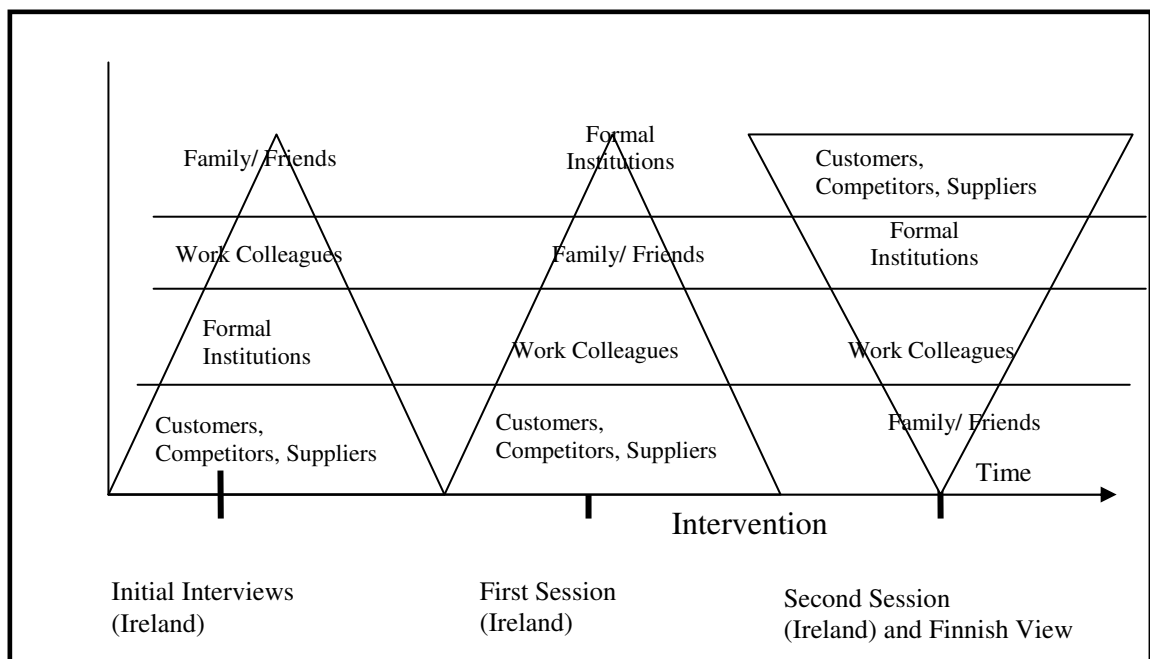 Family/ Friends
Work Colleagues
Formal
Institutions
Customers,
Competitors, Suppliers
Formal
Institutions
Family/ Friends
Work Colleagues
Customers,
Competitors, Suppliers
Customers,
Competitors, Suppliers
Formal
Institutions
Work Colleagues
Family/ Friends
Time
Intervention
Initial Interviews
(Ireland)
First Session
(Ireland)
Second Session
(Ireland) and Finnish View